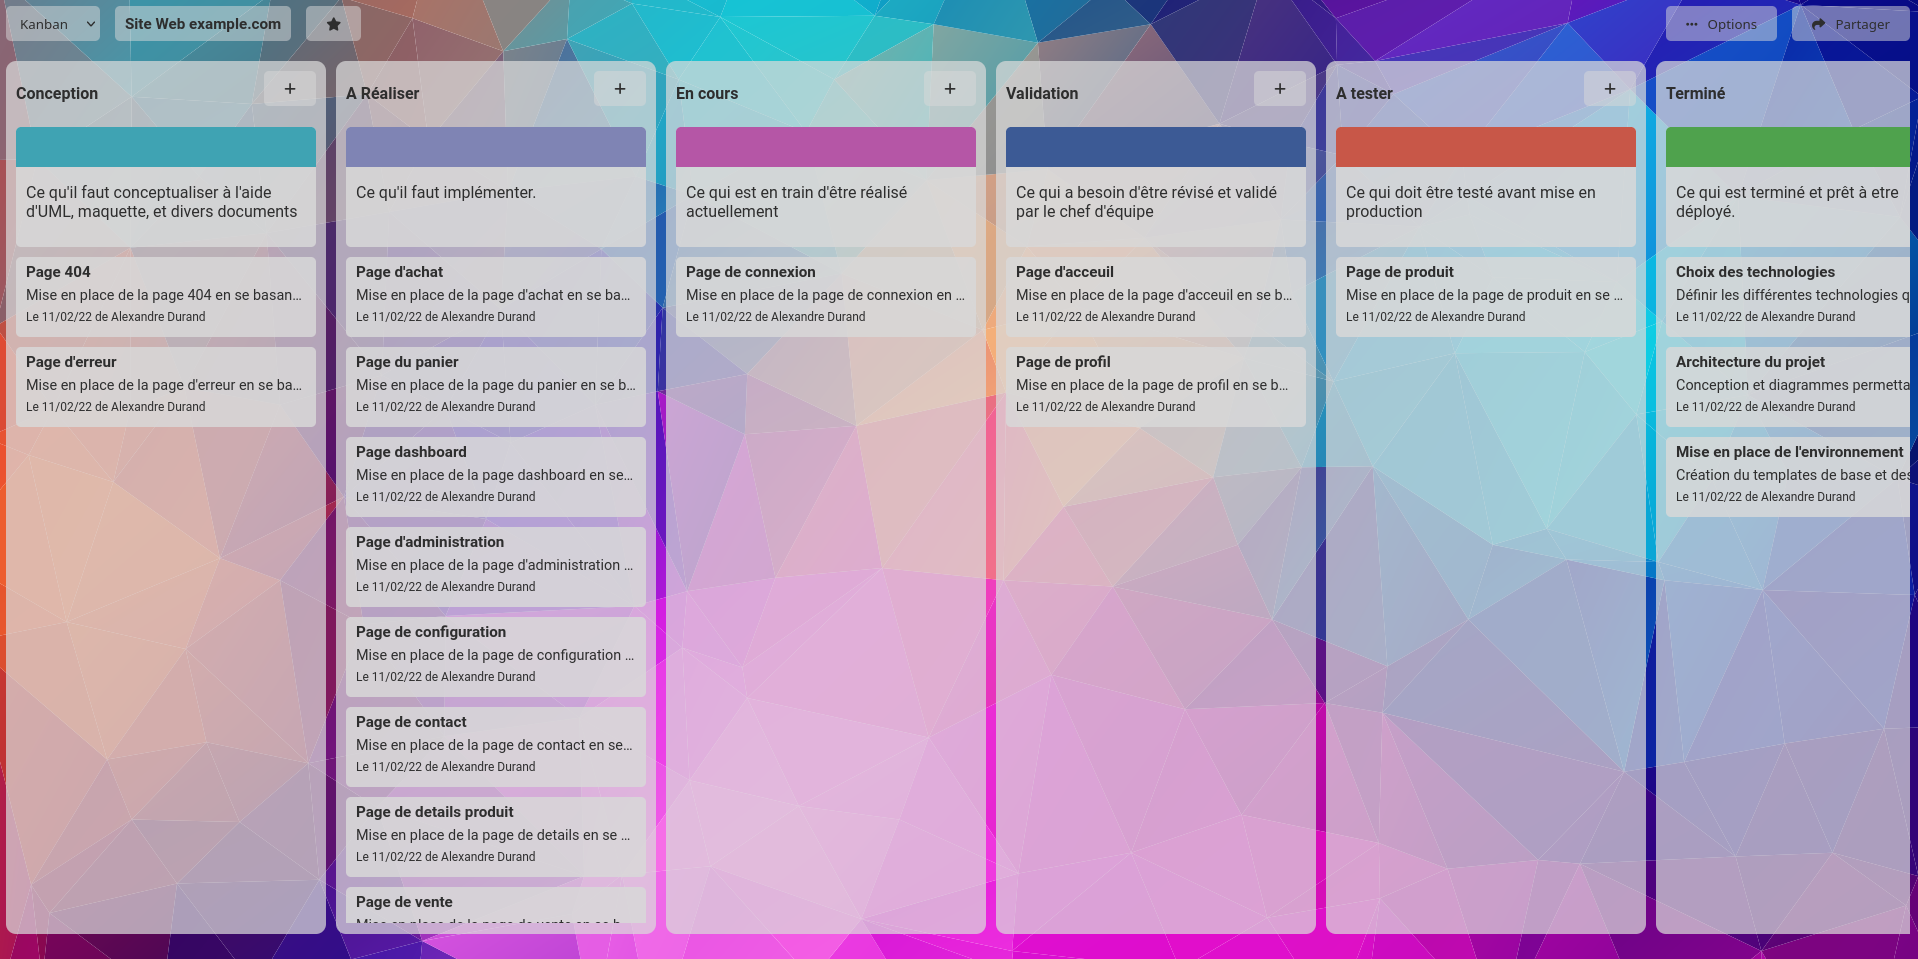 Kanban
Site Web example.com
Options
Partager
Conception
+
Ce qu'il faut conceptualiser à l'aide
d'UML, maquette, et divers documents
Page 404
Mise en place de la page 404 en se basan...
Le 11/02/22 de Alexandre Durand
Page d'erreur
Mise en place de la page d'erreur en se ba...
Le 11/02/22 de Alexandre Durand
A Réaliser
+
Ce qu'il faut implémenter.
Page d'achat
Mise en place de la page d'achat en se ba...
Le 11/02/22 de Alexandre Durand
Page du panier
Mise en place de la page du panier en se b...
Le 11/02/22 de Alexandre Durand
Page dashboard
Mise en place de la page dashboard en se...
Le 11/02/22 de Alexandre Durand
Page d'administration
Mise en place de la page d'administration ...
Le 11/02/22 de Alexandre Durand
Page de configuration
Mise en place de la page de configuration ...
Le 11/02/22 de Alexandre Durand
Page de contact
Mise en place de la page de contact en se...
Le 11/02/22 de Alexandre Durand
Page de details produit
Mise en place de la page de details en se ...
Le 11/02/22 de Alexandre Durand
Page de vente
Mise en place de la page de vente en se b...
En cours
+
Ce qui est en train d'être réalisé
actuellement
Page de connexion
Mise en place de la page de connexion en ...
Le 11/02/22 de Alexandre Durand
Validation
+
Ce qui a besoin d'être révisé et validé
par le chef d'équipe
Page d'acceuil
Mise en place de la page d'acceuil en se b...
Le 11/02/22 de Alexandre Durand
Page de profil
Mise en place de la page de profil en se b...
Le 11/02/22 de Alexandre Durand
A tester
+
Ce qui doit être testé avant mise en
production
Page de produit
Mise en place de la page de produit en se ...
Le 11/02/22 de Alexandre Durand
Terminé
Ce qui est terminé et prêt à etre
déployé.
Choix des technologies
Définir les différentes technologies q
Le 11/02/22 de Alexandre Durand
Architecture du projet
Conception et diagrammes permetta
Le 11/02/22 de Alexandre Durand
Mise en place de l'environnement
Création du templates de base et des
Le 11/02/22 de Alexandre Durand